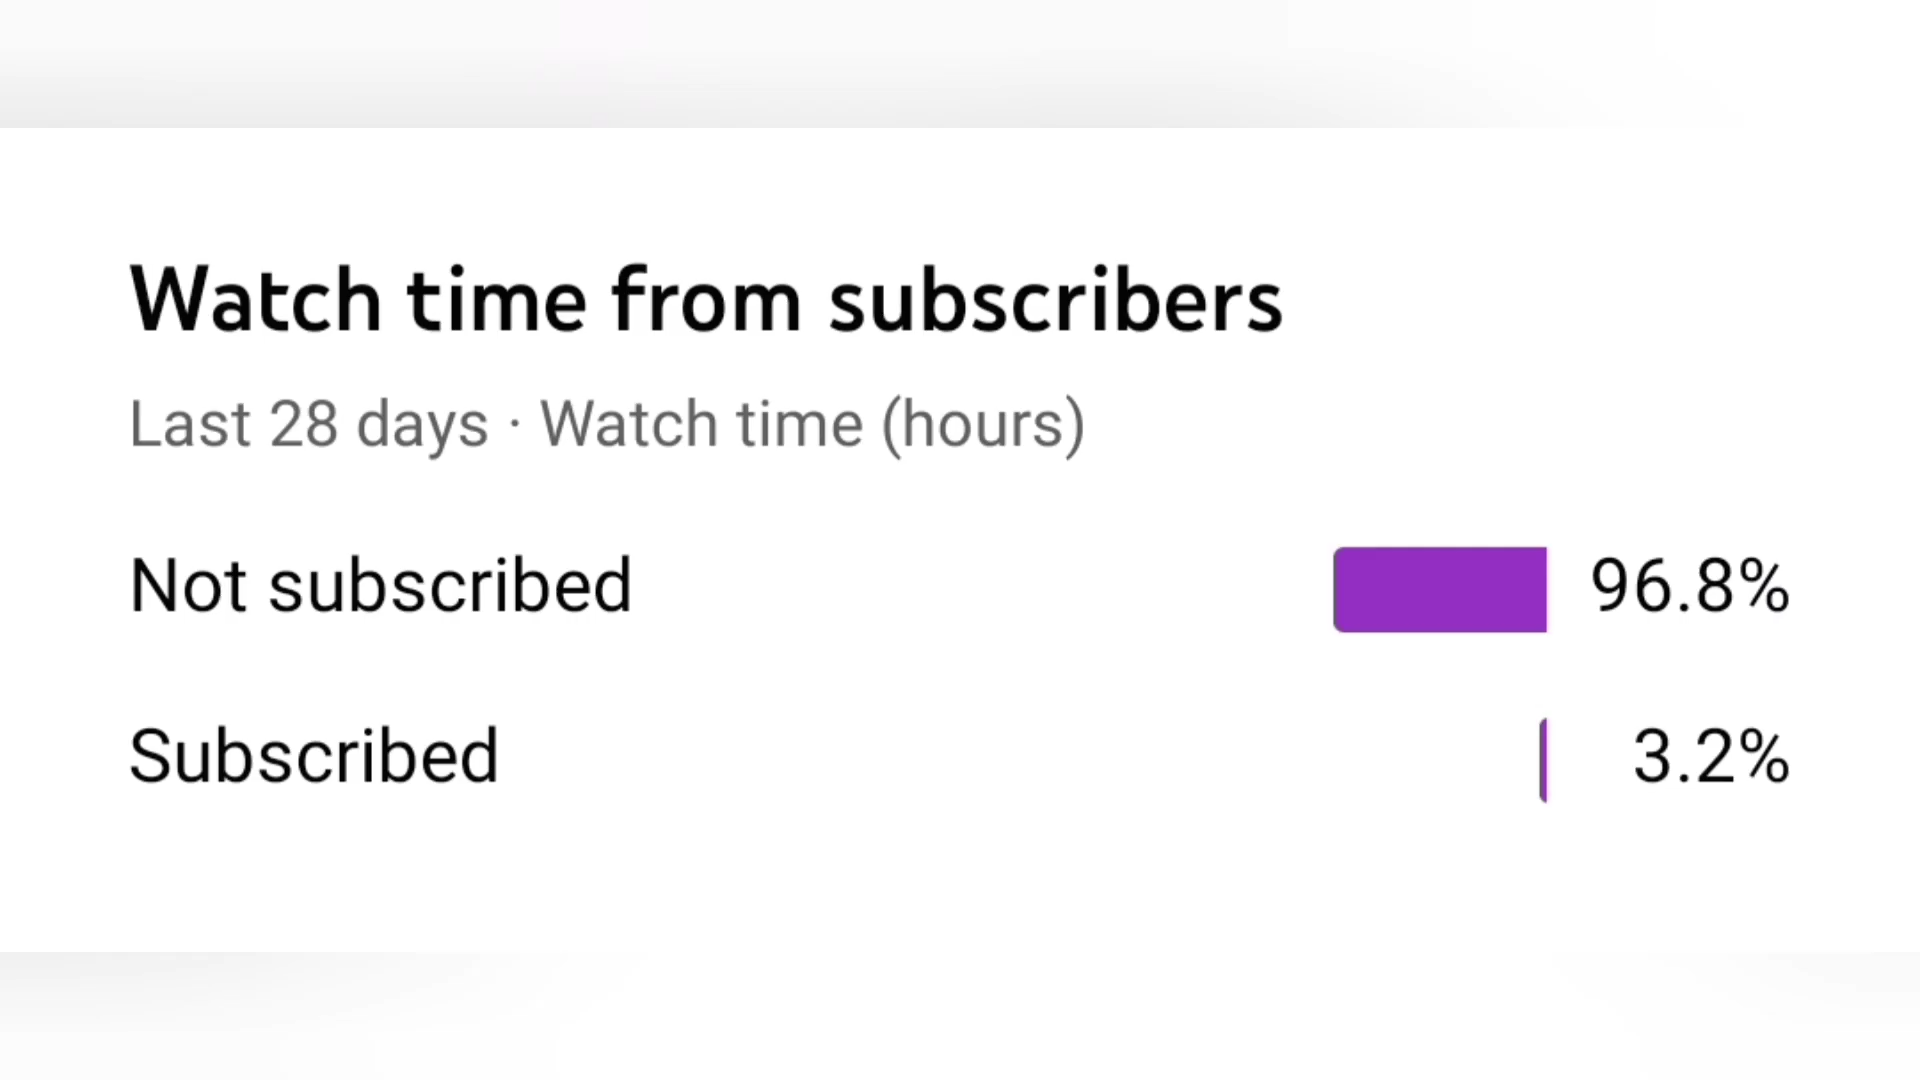 Watch time from subscribers
Last 28 days · Watch time (hours)
Not subscribed 96.8%
Subscribed 3.2%